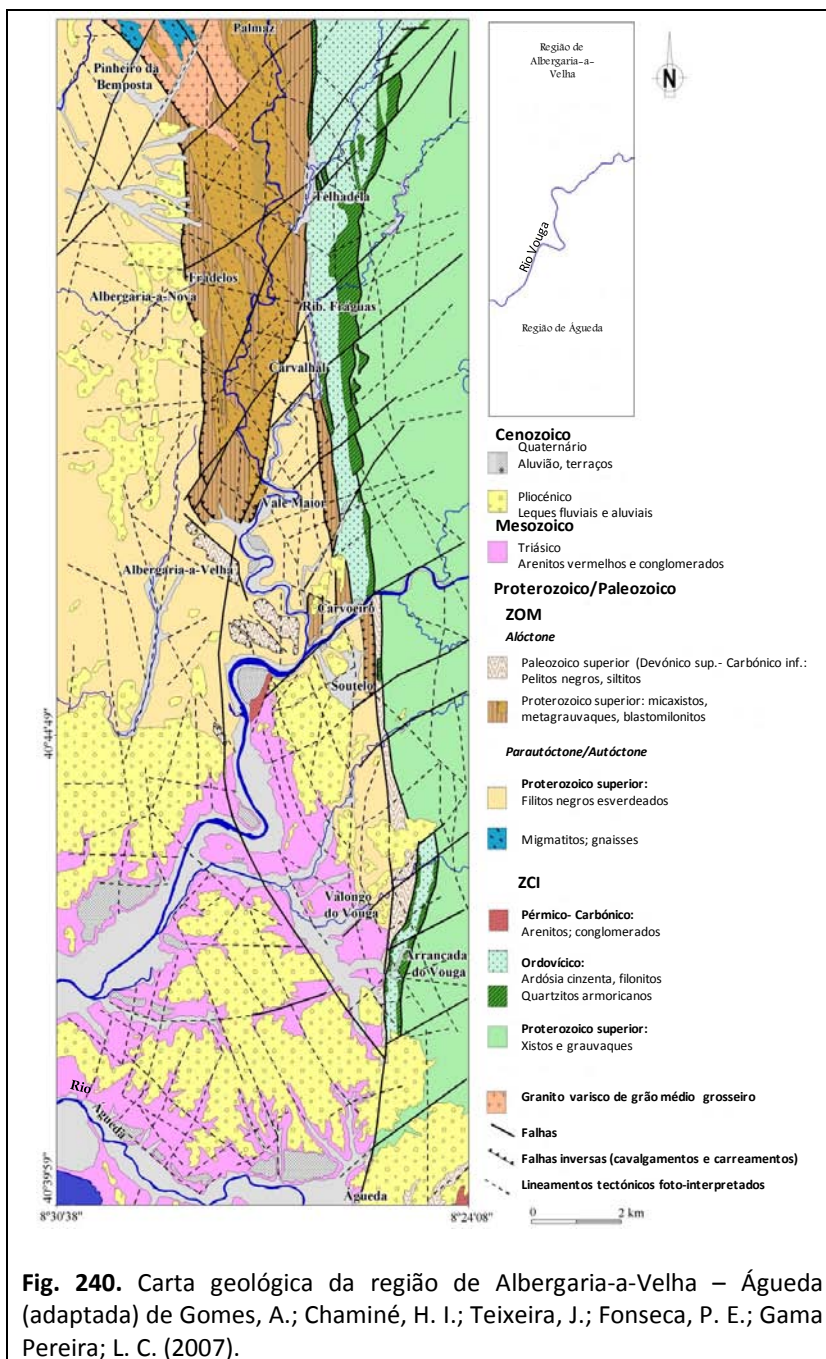 Palmaz
Pinheiro da
Bemposta
Telhadela
Fradelos
Albergaria-a-Nova
Rib. Fráguas
Carvalhal
Vale Maior
Albergaria-a-Velha
Carvoeiro
Soutelo
Valongo
do Vouga
Arrançada
do Vouga
Rio
Águeda
Águeda
40°44'49"
40°39'59"
8°30'38"
8°24'08"
Região de
Albergaria-a-
Velha
Rio Vouga
Região de Águeda
N
Cenozoico
Quaternário
Aluvião, terraços
Pliocénico
Leques fluviais e aluviais
Mesozoico
Triásico
Arenitos vermelhos e conglomerados
Proterozoico/Paleozoico
ZOM
Alóctone
Paleozoico superior (Devónico sup.- Carbónico inf.:
Pelitos negros, siltitos
Proterozoico superior: micaxistos,
metagrauvaques, blastomilonitos
Parautóctone/Autóctone
Proterozoico superior:
Filitos negros esverdeados
Migmatitos; gnaisses
ZCI
Pérmico- Carbónico:
Arenitos; conglomerados
Ordovícico:
Ardósia cinzenta, filonitos
Quartzitos armoricanos
Proterozoico superior:
Xistos e grauvaques
Granito varisco de grão médio grosseiro
Falhas
Falhas inversas (cavalgamentos e carreamentos)
Lineamentos tectónicos foto-interpretados
0 2 km
Fig. 240. Carta geológica da região de Albergaria-a-Velha – Águeda
(adaptada) de Gomes, A.; Chaminé, H. I.; Teixeira, J.; Fonseca, P. E.; Gama
Pereira; L. C. (2007).